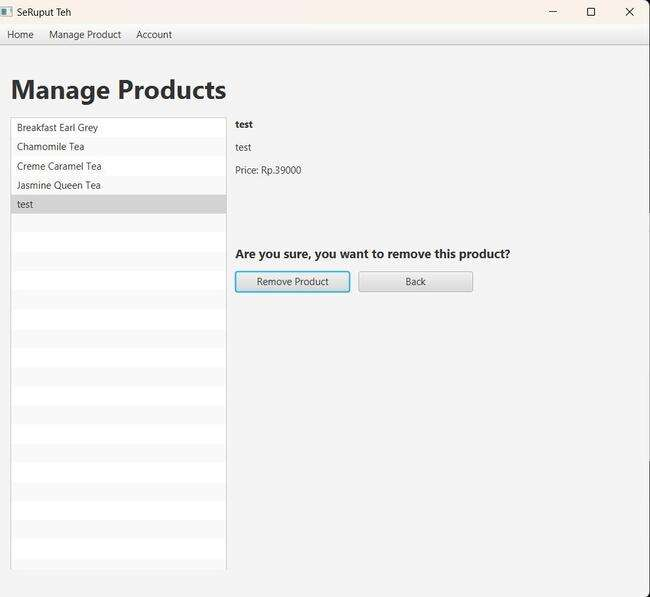 SeRuput Teh
Home Manage Product Account
Manage Products
Breakfast Earl Grey
Chamomile Tea
Creme Caramel Tea
Jasmine Queen Tea
test
test
test
Price: Rp.39000
Are you sure, you want to remove this product?
Remove Product Back